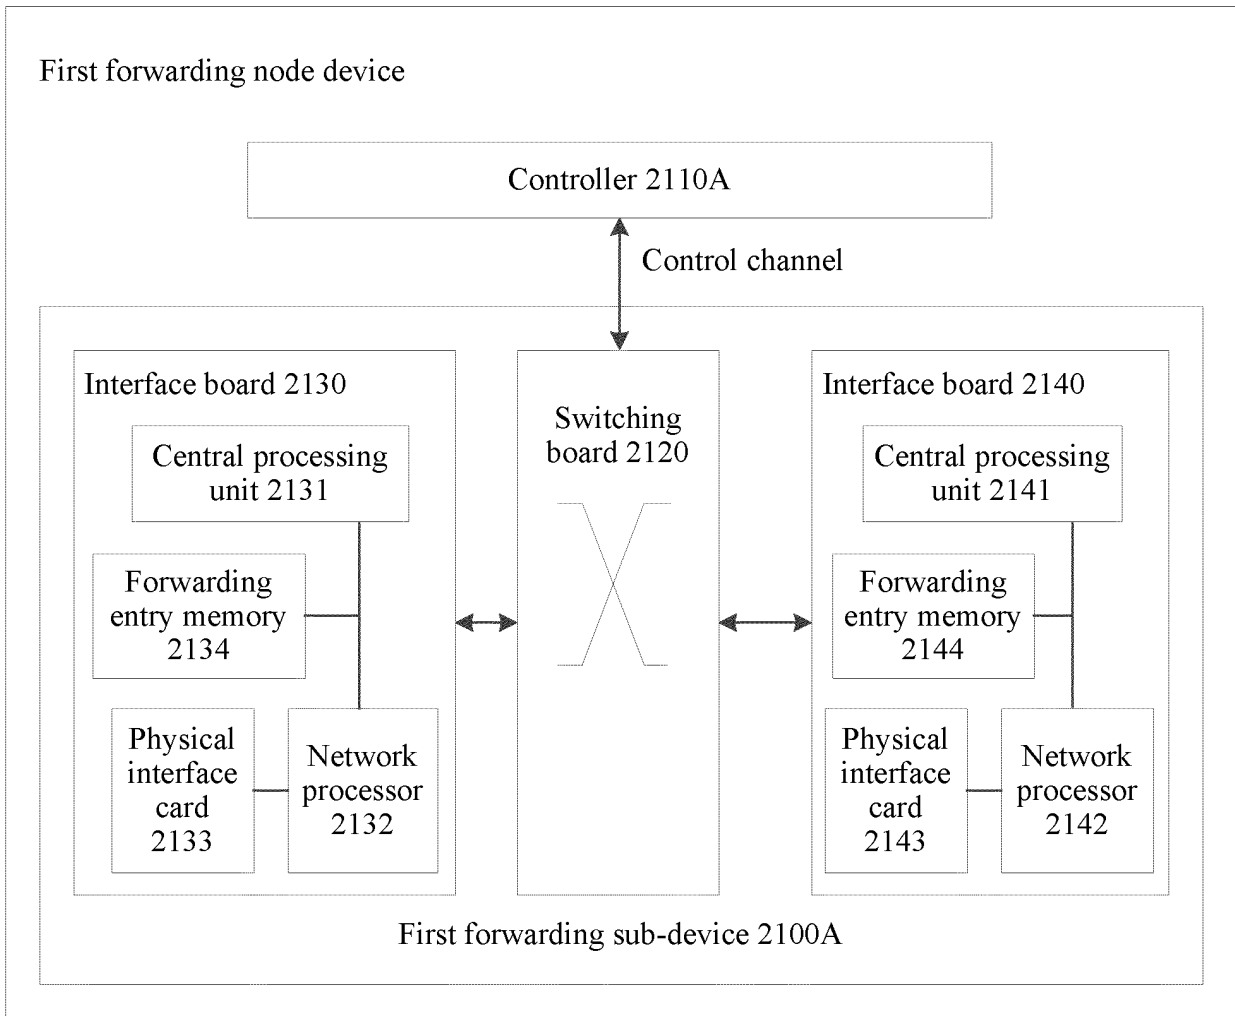 First forwarding node device
Controller 2110A
Control channel
Interface board 2130
Central processing
unit 2131
Forwarding
entry memory
2134
Physical
interface
card
2133
Network
processor
2132
Switching
board 2120
Interface board 2140
Central processing
unit 2141
Forwarding
entry memory
2144
Physical
interface
card
2143
Network
processor
2142
First forwarding sub-device 2100A